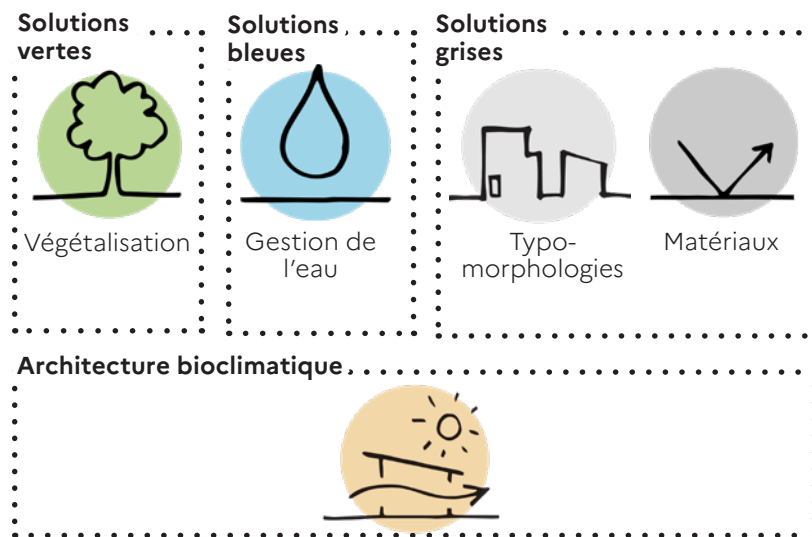 Solutions
vertes
Végétalisation
Solutions
bleues
Gestion de
l'eau
Solutions
grises
Typo-
morphologies
Matériaux
Architecture bioclimatique